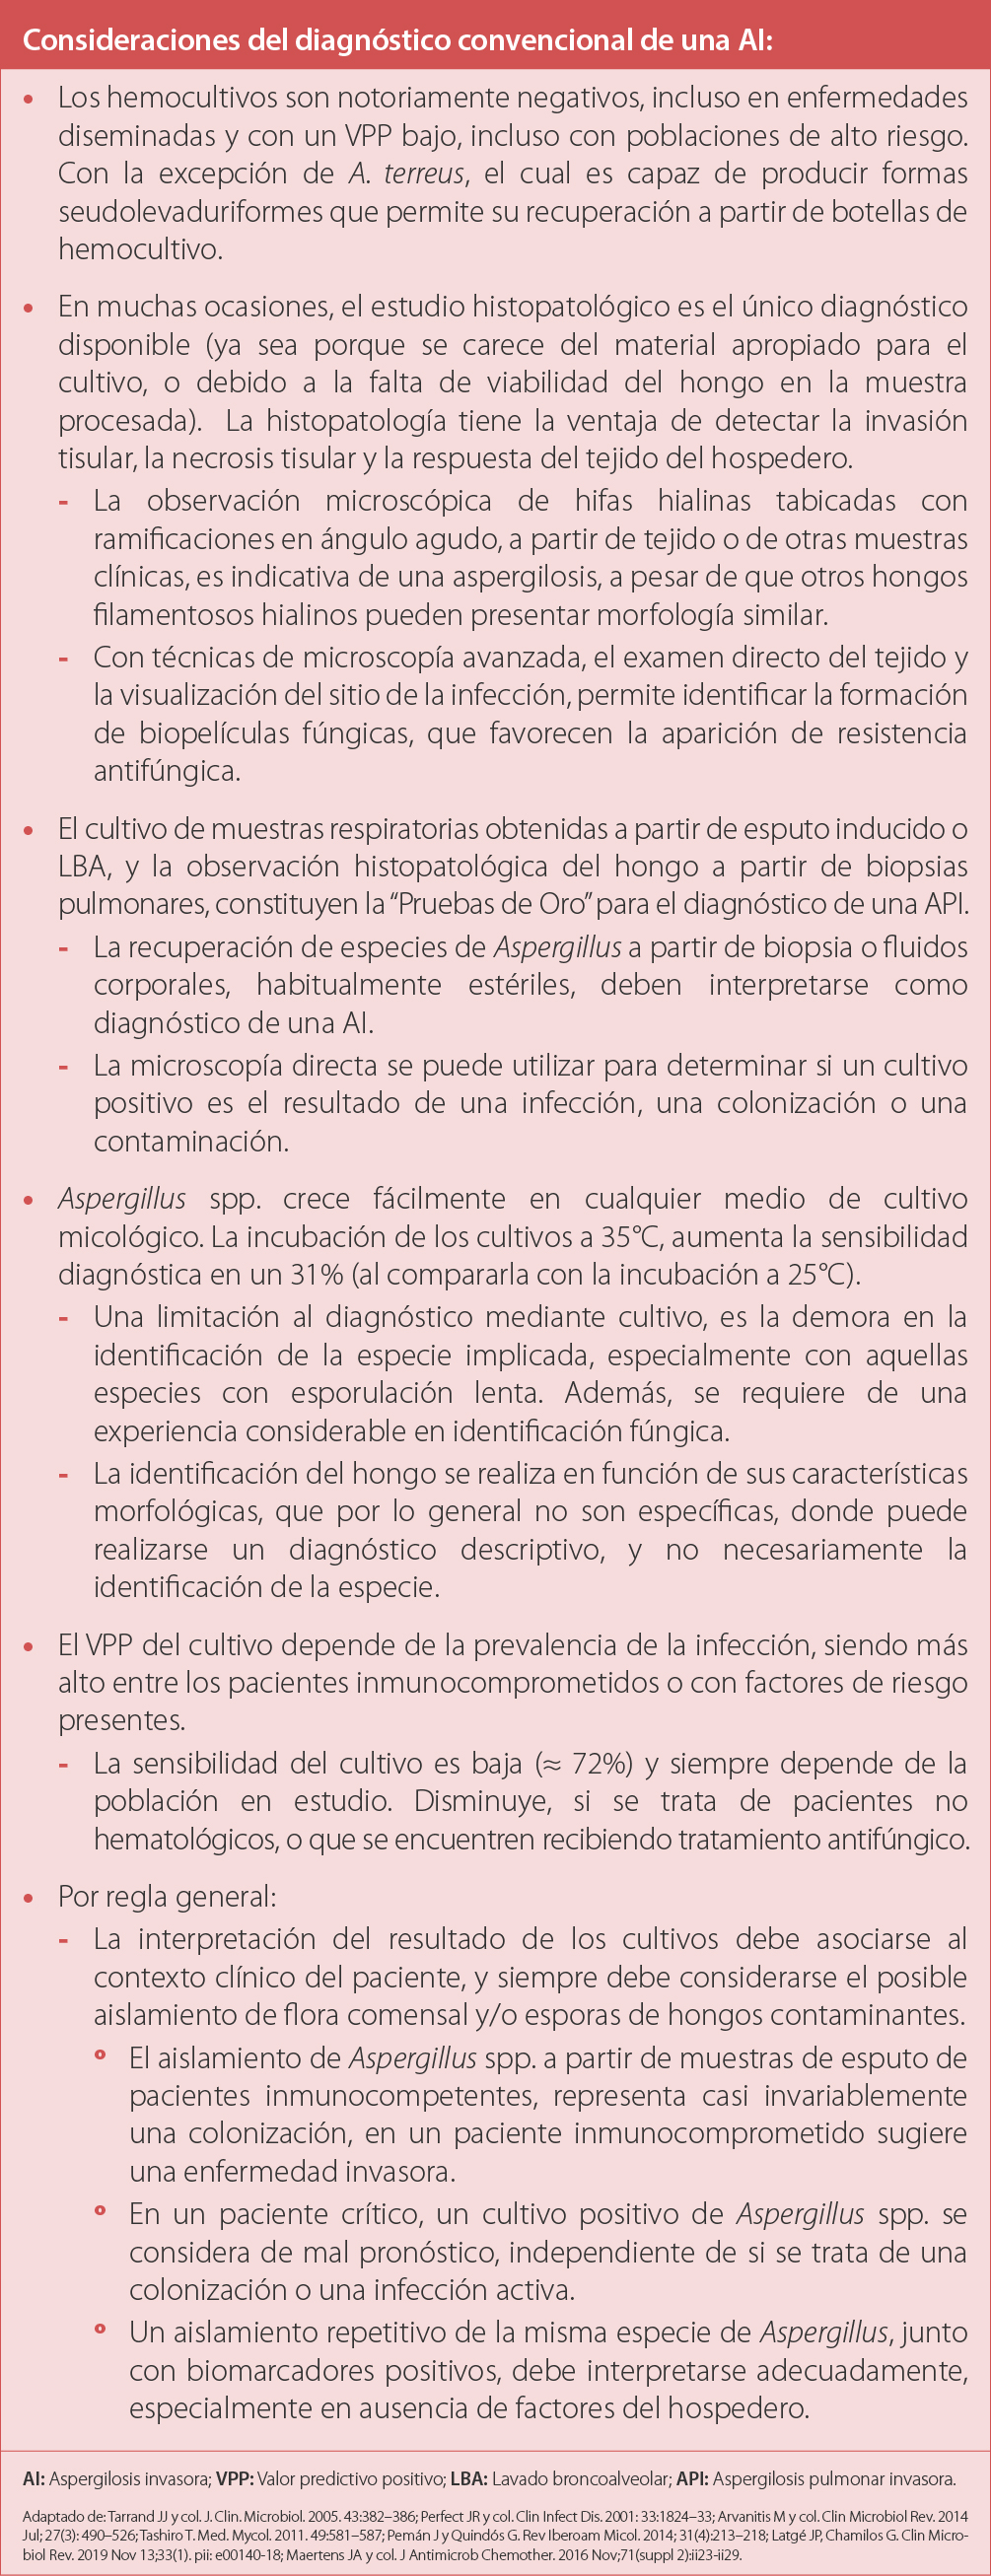 Consideraciones del diagnóstico convencional de una AI:
• Los hemocultivos son notoriamente negativos, incluso en enfermedades
diseminadas y con un VPP bajo, incluso con poblaciones de alto riesgo.
Con la excepción de A. terreus, el cual es capaz de producir formas
seudolevaduriformes que permite su recuperación a partir de botellas de
hemocultivo.
• En muchas ocasiones, el estudio histopatológico es el único diagnóstico
disponible (ya sea porque se carece del material apropiado para el
cultivo, o debido a la falta de viabilidad del hongo en la muestra
procesada). La histopatología tiene la ventaja de detectar la invasión
tisular, la necrosis tisular y la respuesta del tejido del hospedero.
- La observación microscópica de hifas hialinas tabicadas con
ramificaciones en ángulo agudo, a partir de tejido o de otras muestras
clínicas, es indicativa de una aspergilosis, a pesar de que otros hongos
filamentosos hialinos pueden presentar morfología similar.
- Con técnicas de microscopía avanzada, el examen directo del tejido y
la visualización del sitio de la infección, permite identificar la formación
de biopelículas fúngicas, que favorecen la aparición de resistencia
antifúngica.
• El cultivo de muestras respiratorias obtenidas a partir de esputo inducido o
LBA, y la observación histopatológica del hongo a partir de biopsias
pulmonares, constituyen la “Pruebas de Oro” para el diagnóstico de una API.
- La recuperación de especies de Aspergillus a partir de biopsia o fluidos
corporales, habitualmente estériles, deben interpretarse como
diagnóstico de una AI.
- La microscopía directa se puede utilizar para determinar si un cultivo
positivo es el resultado de una infección, una colonización o una
contaminación.
• Aspergillus spp. crece fácilmente en cualquier medio de cultivo
micológico. La incubación de los cultivos a 35°C, aumenta la sensibilidad
diagnóstica en un 31% (al compararla con la incubación a 25°C).
- Una limitación al diagnóstico mediante cultivo, es la demora en la
identificación de la especie implicada, especialmente con aquellas
especies con esporulación lenta. Además, se requiere de una
experiencia considerable en identificación fúngica.
- La identificación del hongo se realiza en función de sus características
morfológicas, que por lo general no son específicas, donde puede
realizarse un diagnóstico descriptivo, y no necesariamente la
identificación de la especie.
• El VPP del cultivo depende de la prevalencia de la infección, siendo más
alto entre los pacientes inmunocomprometidos o con factores de riesgo
presentes.
- La sensibilidad del cultivo es baja (≈ 72%) y siempre depende de la
población en estudio. Disminuye, si se trata de pacientes no
hematológicos, o que se encuentren recibiendo tratamiento antifúngico.
• Por regla general:
- La interpretación del resultado de los cultivos debe asociarse al
contexto clínico del paciente, y siempre debe considerarse el posible
aislamiento de flora comensal y/o esporas de hongos contaminantes.
° El aislamiento de Aspergillus spp. a partir de muestras de esputo de
pacientes inmunocompetentes, representa casi invariablemente
una colonización, en un paciente inmunocomprometido sugiere
una enfermedad invasora.
° En un paciente crítico, un cultivo positivo de Aspergillus spp. se
considera de mal pronóstico, independiente de si se trata de una
colonización o una infección activa.
° Un aislamiento repetitivo de la misma especie de Aspergillus, junto
con biomarcadores positivos, debe interpretarse adecuadamente,
especialmente en ausencia de factores del hospedero.
AI: Aspergilosis invasora; VPP: Valor predictivo positivo; LBA: Lavado broncoalveolar; API: Aspergilosis pulmonar invasora.
Adaptado de: Tarrand JJ y col. J. Clin. Microbiol. 2005. 43:382–386; Perfect JR y col. Clin Infect Dis. 2001: 33:1824–33; Arvanitis M y col. Clin Microbiol Rev. 2014
Jul; 27(3): 490–526; Tashiro T. Med. Mycol. 2011. 49:581–587; Pemán J y Quindós G. Rev Iberoam Micol. 2014; 31(4):213–218; Latgé JP, Chamilos G. Clin Micro-
biol Rev. 2019 Nov 13;33(1). pii: e00140-18; Maertens JA y col. J Antimicrob Chemother. 2016 Nov;71(suppl 2):ii23-ii29.